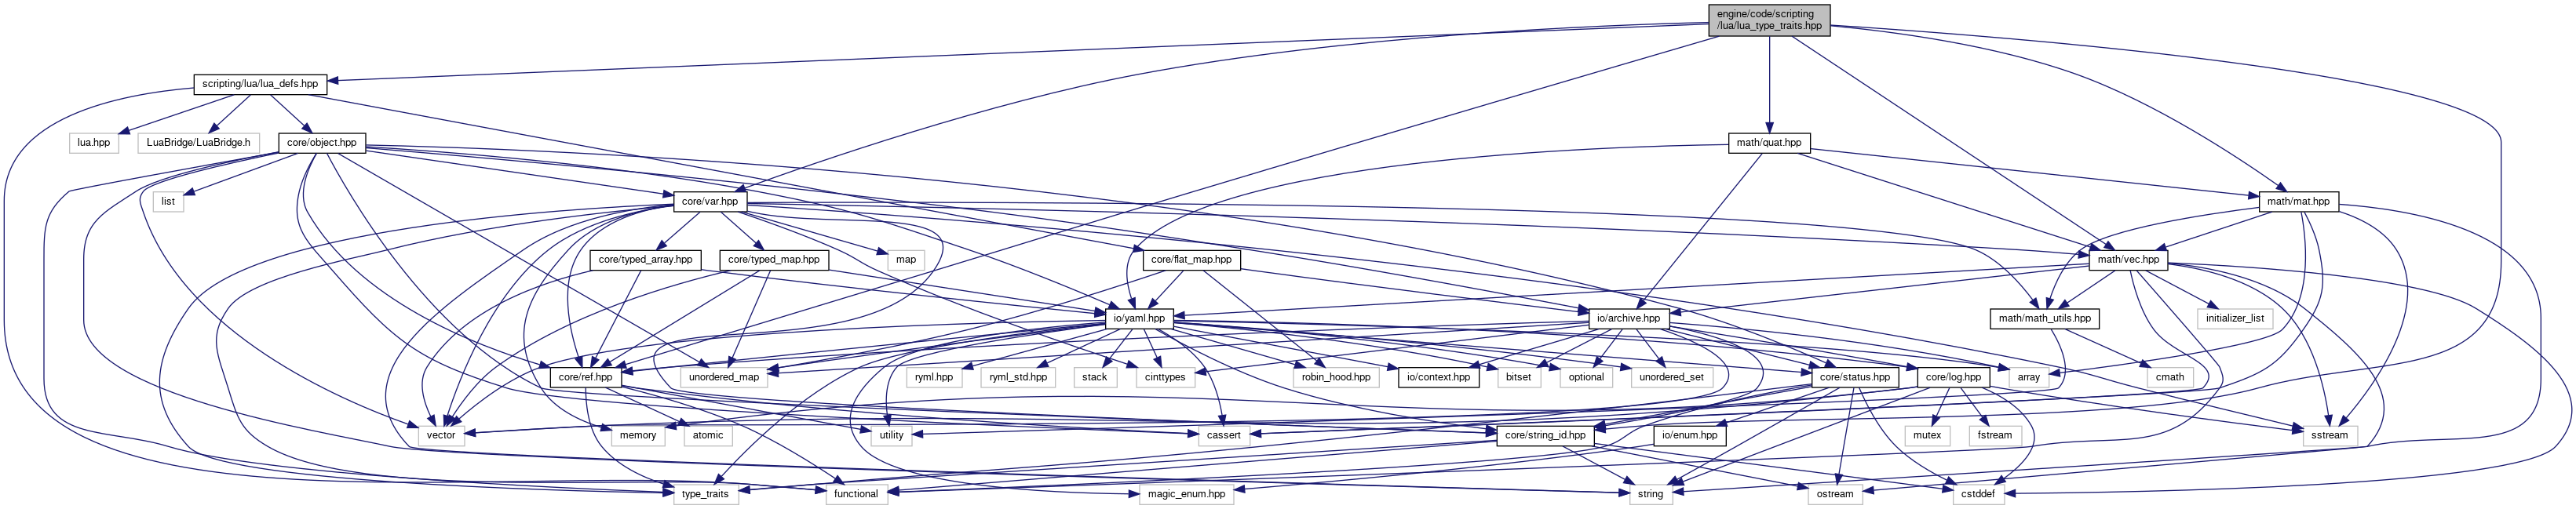 engine/code/scripting
/lua/lua_type_traits.hpp
scripting/lua/lua_defs.hpp
lua.hpp
LuaBridge/LuaBridge.h
core/object.hpp
math/quat.hpp
list
core/var.hpp
math/mat.hpp
core/typed_array.hpp
core/typed_map.hpp
map
core/flat_map.hpp
math/vec.hpp
io/yaml.hpp
io/archive.hpp
math/math_utils.hpp
initializer_list
core/ref.hpp
unordered_map
ryml.hpp
ryml_std.hpp
stack
cinttypes
robin_hood.hpp
io/context.hpp
bitset
optional
unordered_set
core/status.hpp
core/log.hpp
array
cmath
vector
memory
atomic
utility
cassert
core/string_id.hpp
io/enum.hpp
mutex
fstream
sstream
type_traits
functional
string
magic_enum.hpp
ostream
cstddef